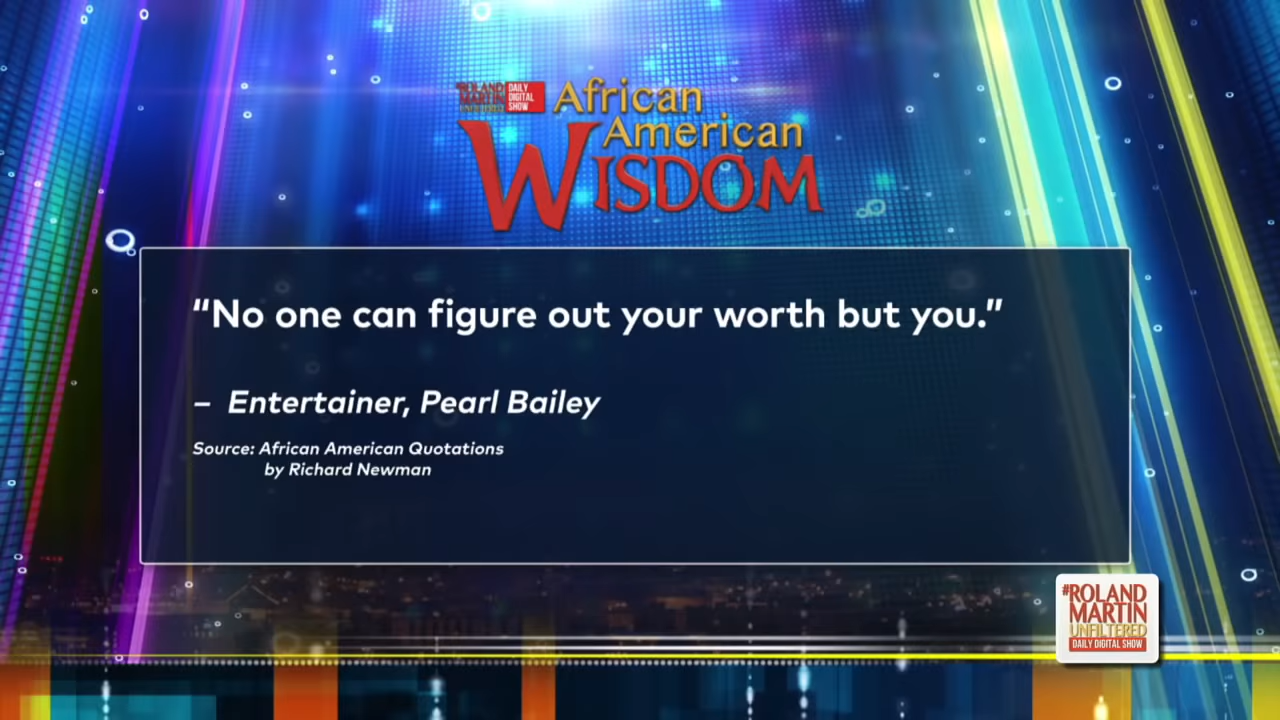 #ROLAND
MARTIN
UNFILTERED
DAILY
DIGITAL
SHOW
African
American
WISDOM
“No one can figure out your worth but you.”
– Entertainer, Pearl Bailey
Source: African American Quotations
by Richard Newman
#ROLAND
MARTIN
UNFILTERED
DAILY DIGITAL SHOW